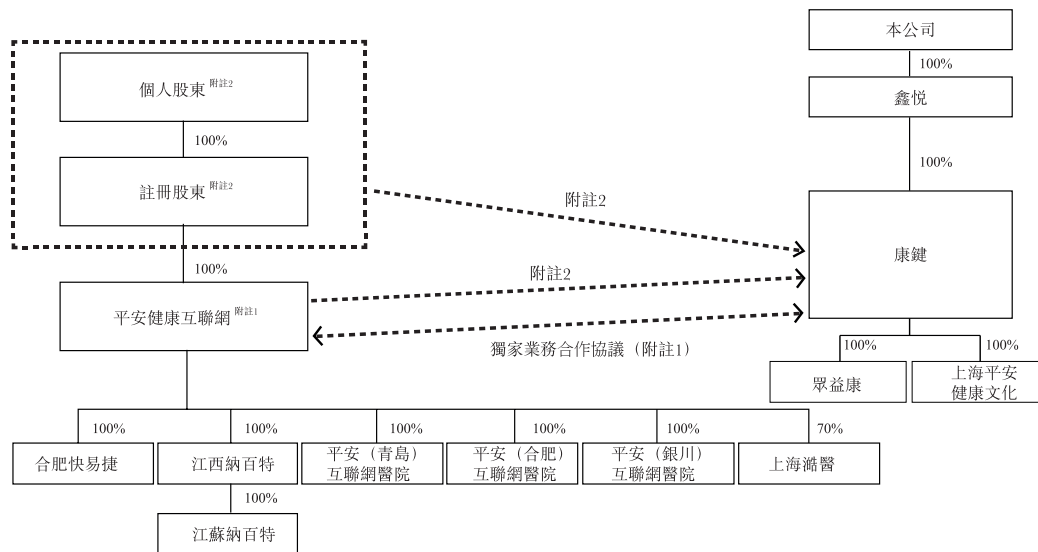 本公司
100%
鑫悦
100%
康鍵
100%
眾益康
100%
上海平安
健康文化
個人股東附註2
100%
註冊股東附註2
100%
平安健康互聯網附註1
附註2
附註2
獨家業務合作協議（附註1）
100%
合肥快易捷
100%
江西納百特
100%
江蘇納百特
100%
平安（青島）
互聯網醫院
100%
平安（合肥）
互聯網醫院
100%
平安（銀川）
互聯網醫院
70%
上海澔醫